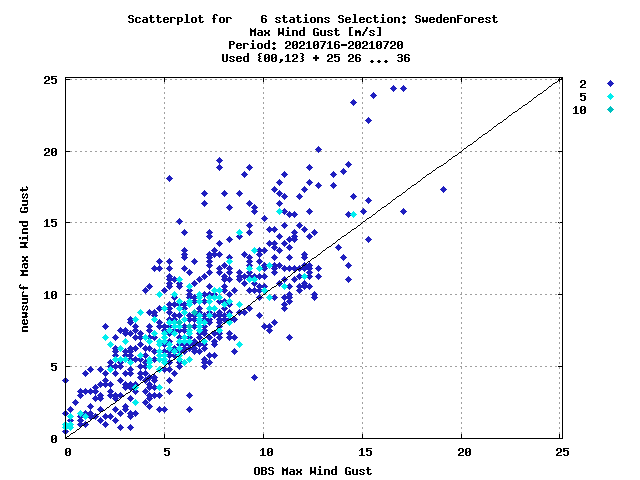 Scatterplot for 6 stations Selection: SwedenForest
Max Wind Gust [m/s]
Period: 20210716-20210720
Used {00,12} + 25 26 ... 36
25
20
15
10
5
0
newsurf Max Wind Gust
0 5 10 15 20 25
OBS Max Wind Gust
2
5
10